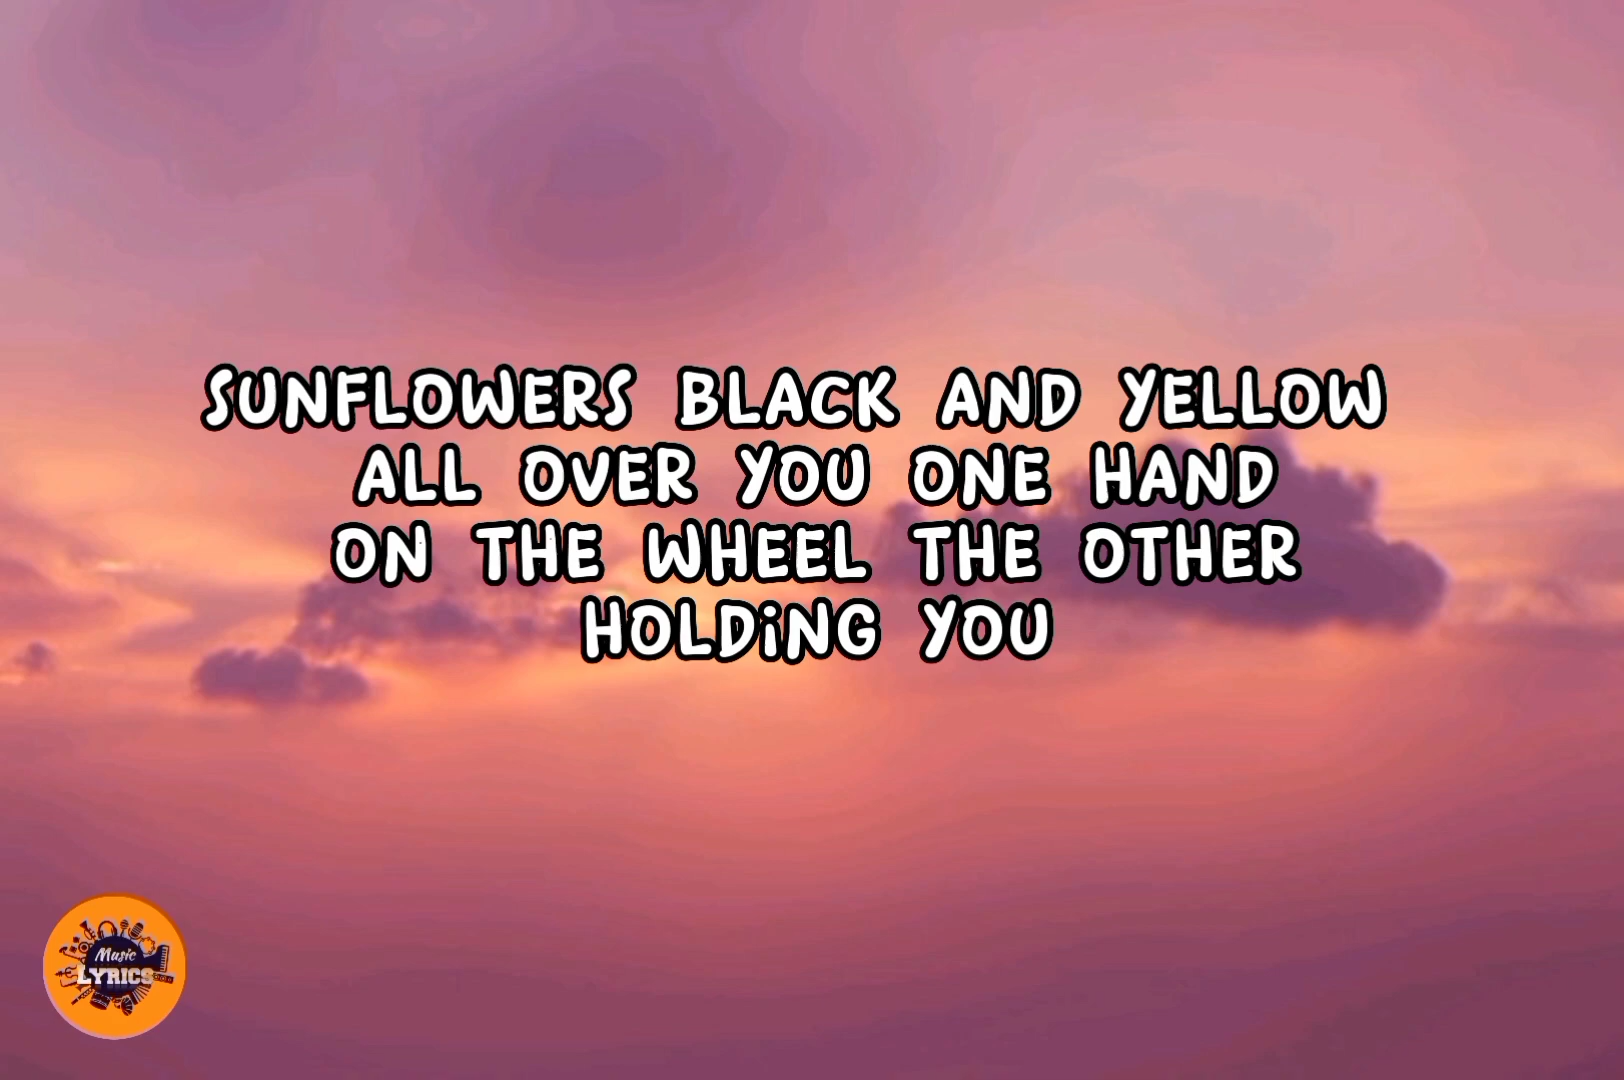 SUNFLOWERS BLACK AND YELLOW
ALL OVER YOU ONE HAND
ON THE WHEEL THE OTHER
HOLDiNG YOU
Music
LYRICS